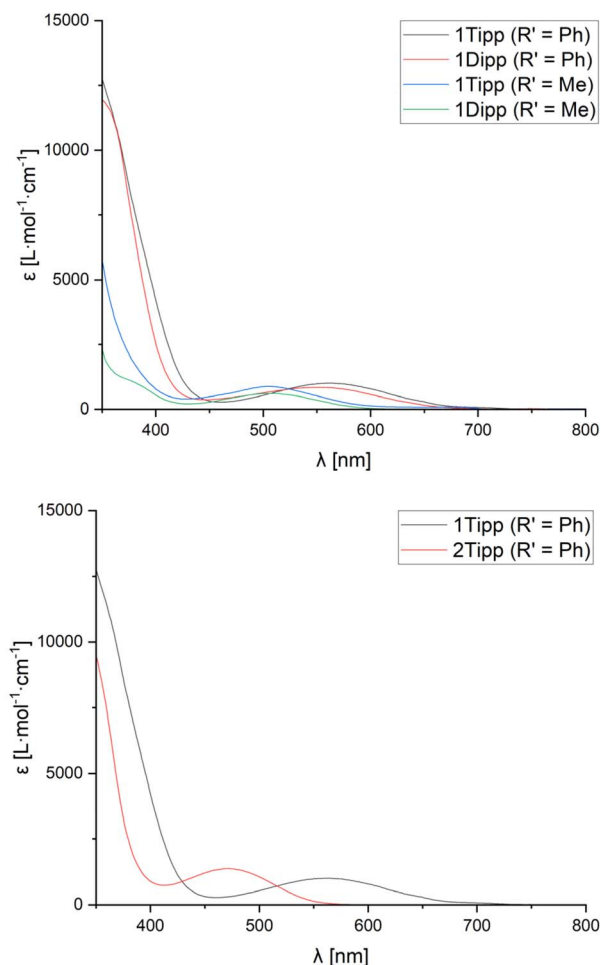 15000
10000
5000
0
ε [L·mol⁻¹·cm⁻¹]
1Tipp (R' = Ph)
1Dipp (R' = Ph)
1Tipp (R' = Me)
1Dipp (R' = Me)
400 500 600 700 800
λ [nm]
15000
10000
5000
0
ε [L·mol⁻¹·cm⁻¹]
1Tipp (R' = Ph)
2Tipp (R' = Ph)
400 500 600 700 800
λ [nm]